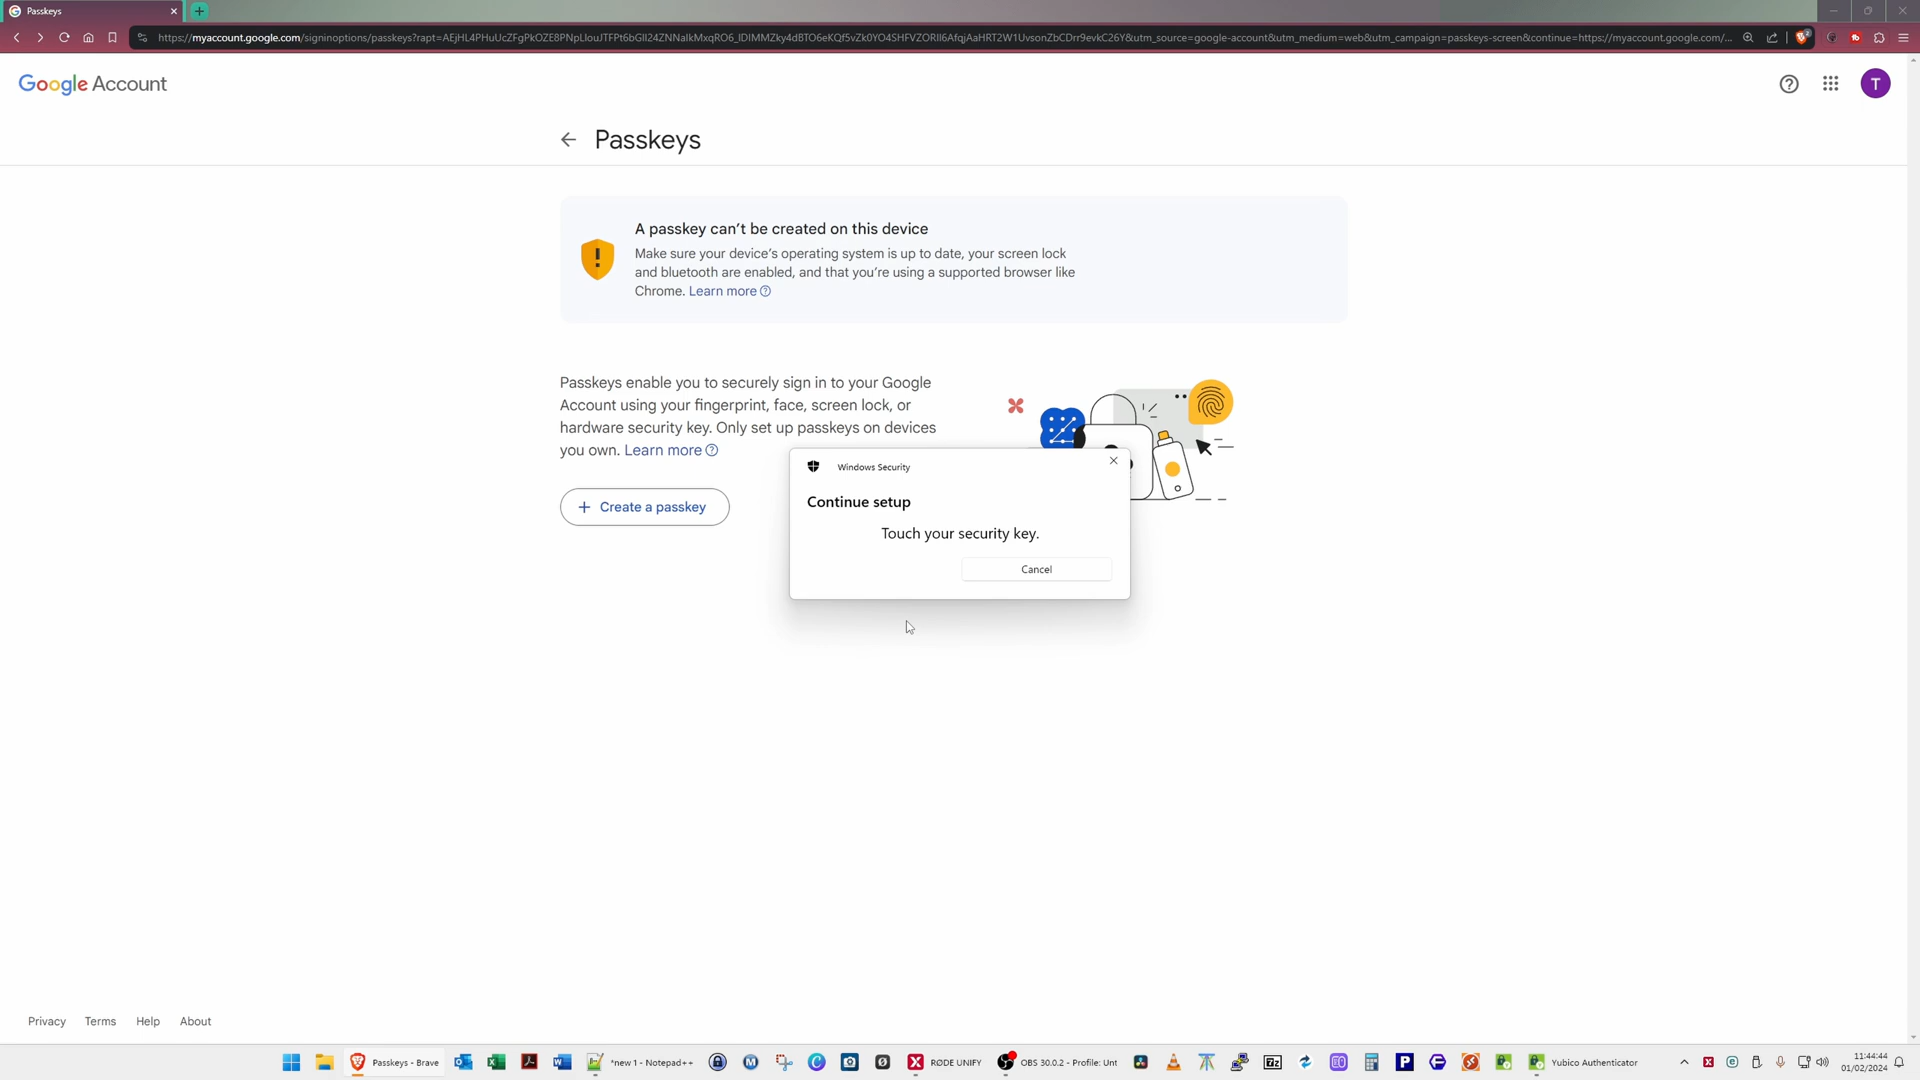 Passkeys
https://myaccount.google.com/signinoptions/passkeys?rapt=
&utm_source=google-account&utm_medium=web&utm_campaign=passkeys-screen&continue=https://myaccount.google.com/...
Google Account
T
Passkeys
A passkey can't be created on this device
Make sure your device's operating system is up to date, your screen lock
and bluetooth are enabled, and that you're using a supported browser like
Chrome. Learn more
Passkeys enable you to securely sign in to your Google
Account using your fingerprint, face, screen lock, or
hardware security key. Only set up passkeys on devices
you own. Learn more
Create a passkey
Windows Security
Continue setup
Touch your security key.
Cancel
Privacy Terms Help About
Passkeys - Brave
*new 1 - Notepad++
RØDE UNIFY
OBS 30.0.2 - Profile: Unt
Yubico Authenticator
11:44:44
01/02/2024